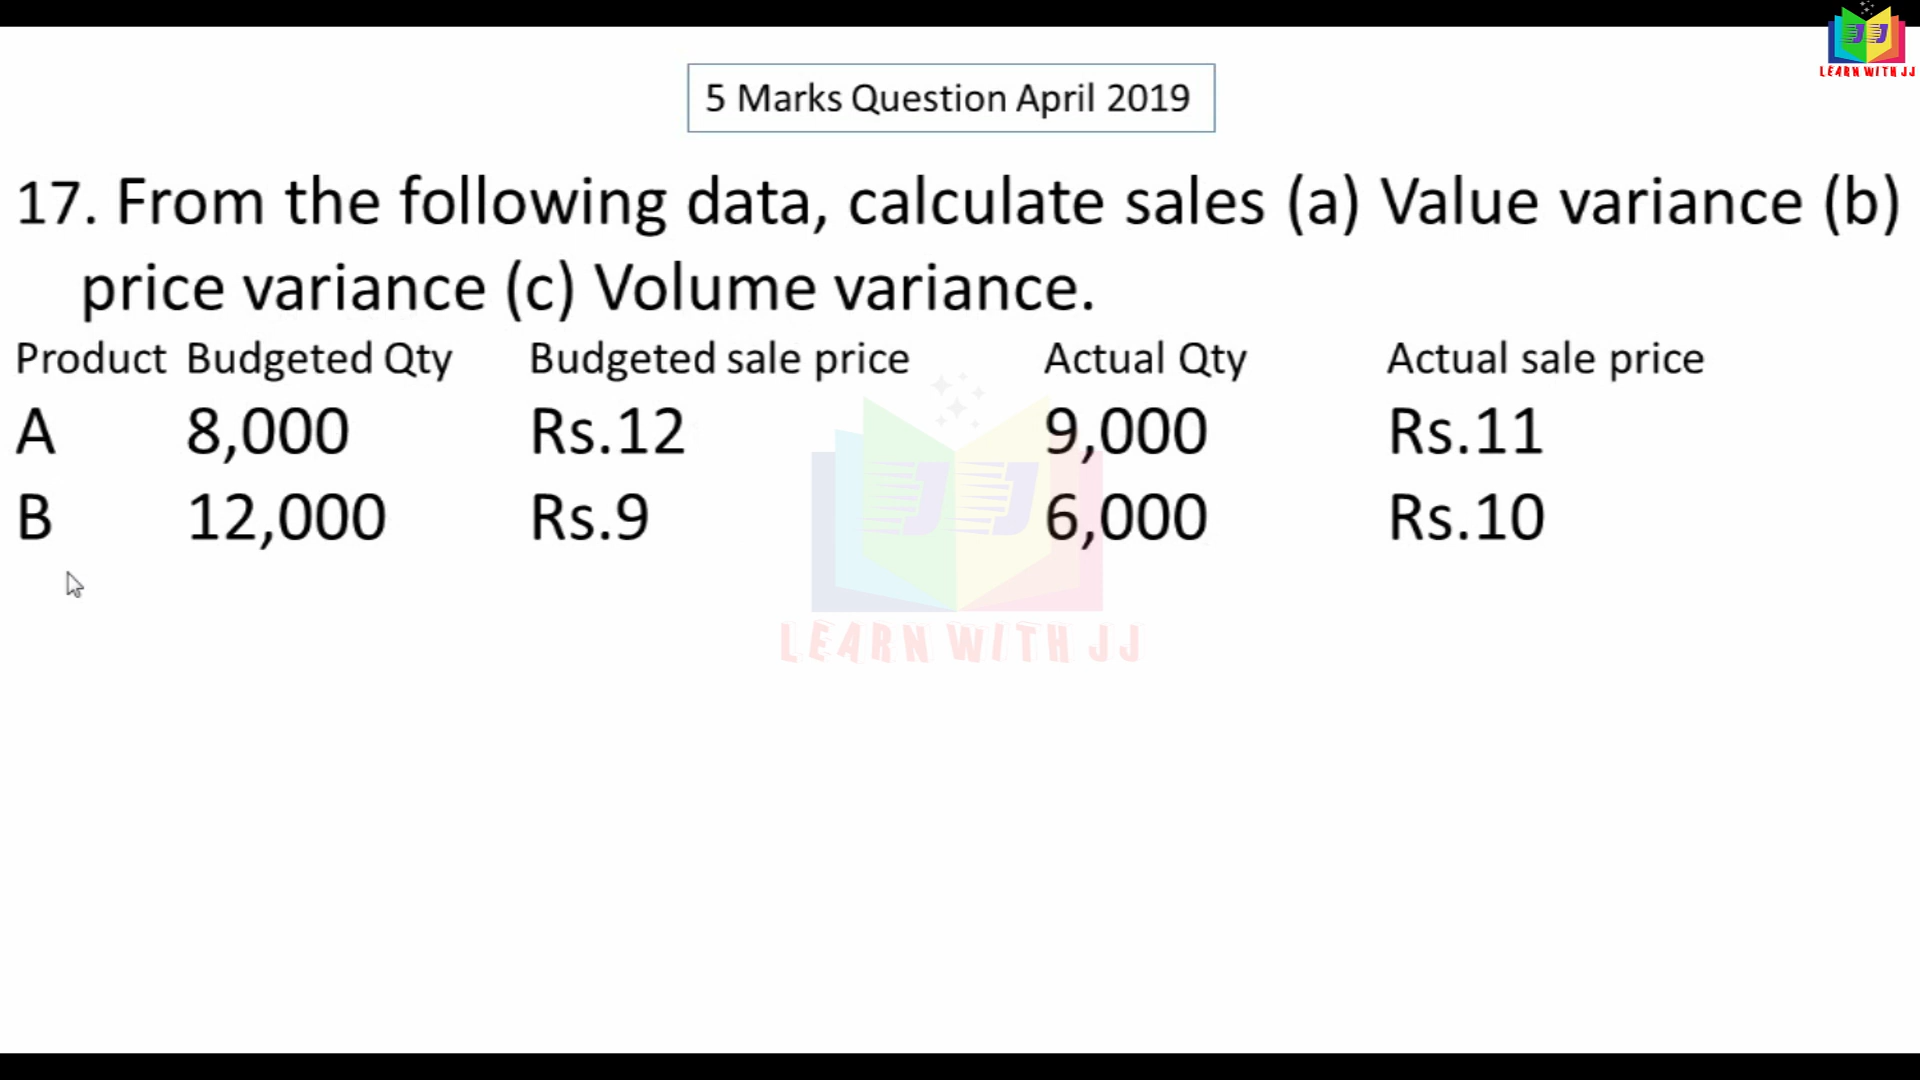 LEARN WITH JJ
5 Marks Question April 2019
17. From the following data, calculate sales (a) Value variance (b)
price variance (c) Volume variance.
Product Budgeted Qty Budgeted sale price Actual Qty Actual sale price
A 8,000 Rs.12 9,000 Rs.11
B 12,000 Rs.9 6,000 Rs.10
JJ
LEARN WITH JJ